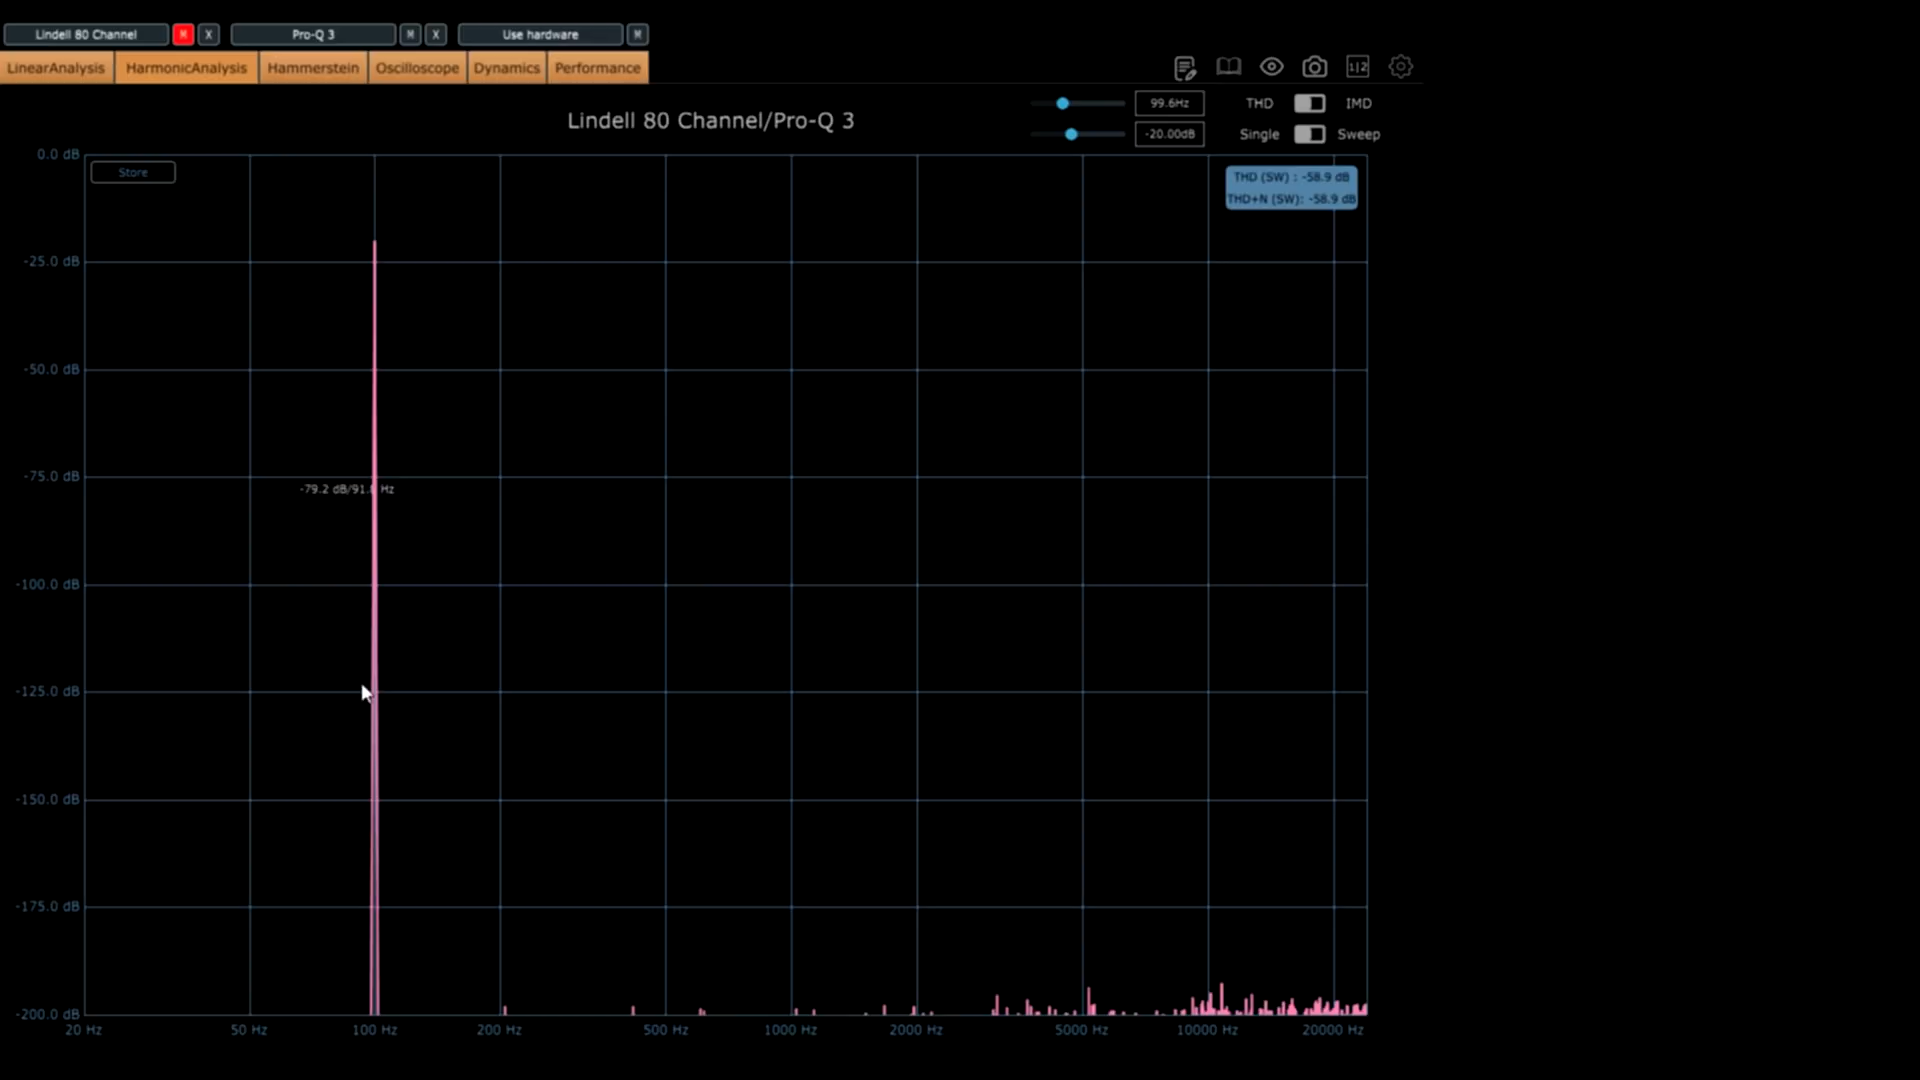 Lindell 80 Channel M X Pro-Q 3 M X Use hardware M
LinearAnalysis HarmonicAnalysis Hammerstein Oscilloscope Dynamics Performance
1|2
Lindell 80 Channel/Pro-Q 3
99.6Hz THD IMD
-20.00dB Single Sweep
0.0 dB
Store
THD (SW) : -58.9 dB
THD+N (SW): -58.9 dB
-25.0 dB
-50.0 dB
-75.0 dB
-79.2 dB/91. Hz
-100.0 dB
-125.0 dB
-150.0 dB
-175.0 dB
-200.0 dB
20 Hz 50 Hz 100 Hz 200 Hz 500 Hz 1000 Hz 2000 Hz 5000 Hz 10000 Hz 20000 Hz